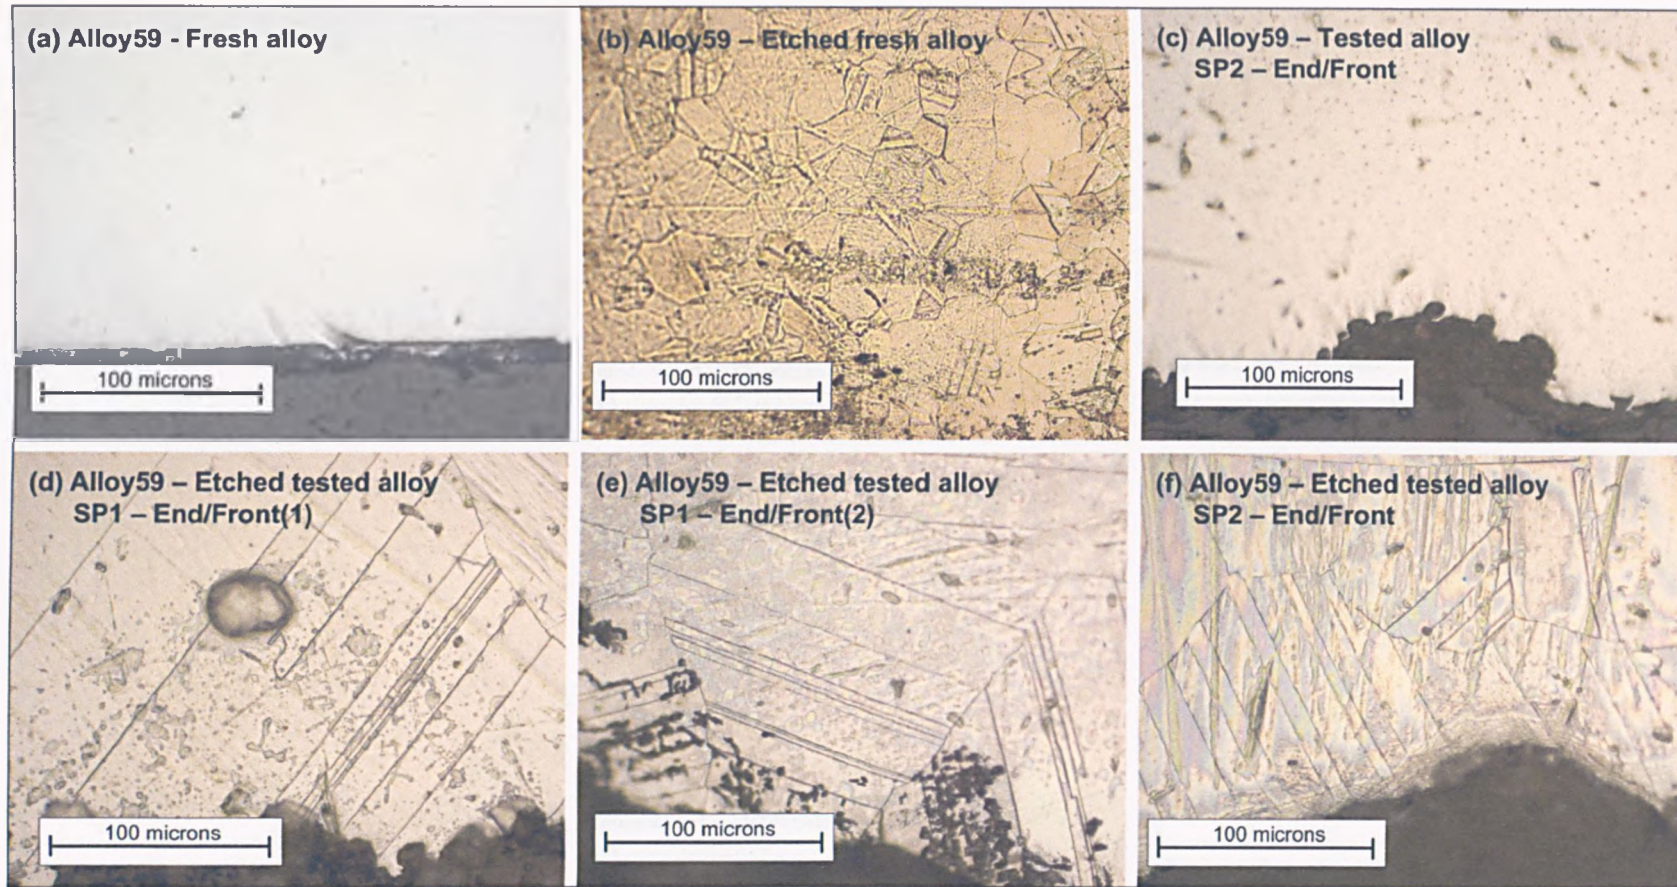 (a) Alloy59 - Fresh alloy
100 microns
(b) Alloy59 – Etched fresh alloy
100 microns
(c) Alloy59 – Tested alloy
SP2 – End/Front
100 microns
(d) Alloy59 – Etched tested alloy
SP1 – End/Front(1)
100 microns
(e) Alloy59 – Etched tested alloy
SP1 – End/Front(2)
100 microns
(f) Alloy59 – Etched tested alloy
SP2 – End/Front
100 microns